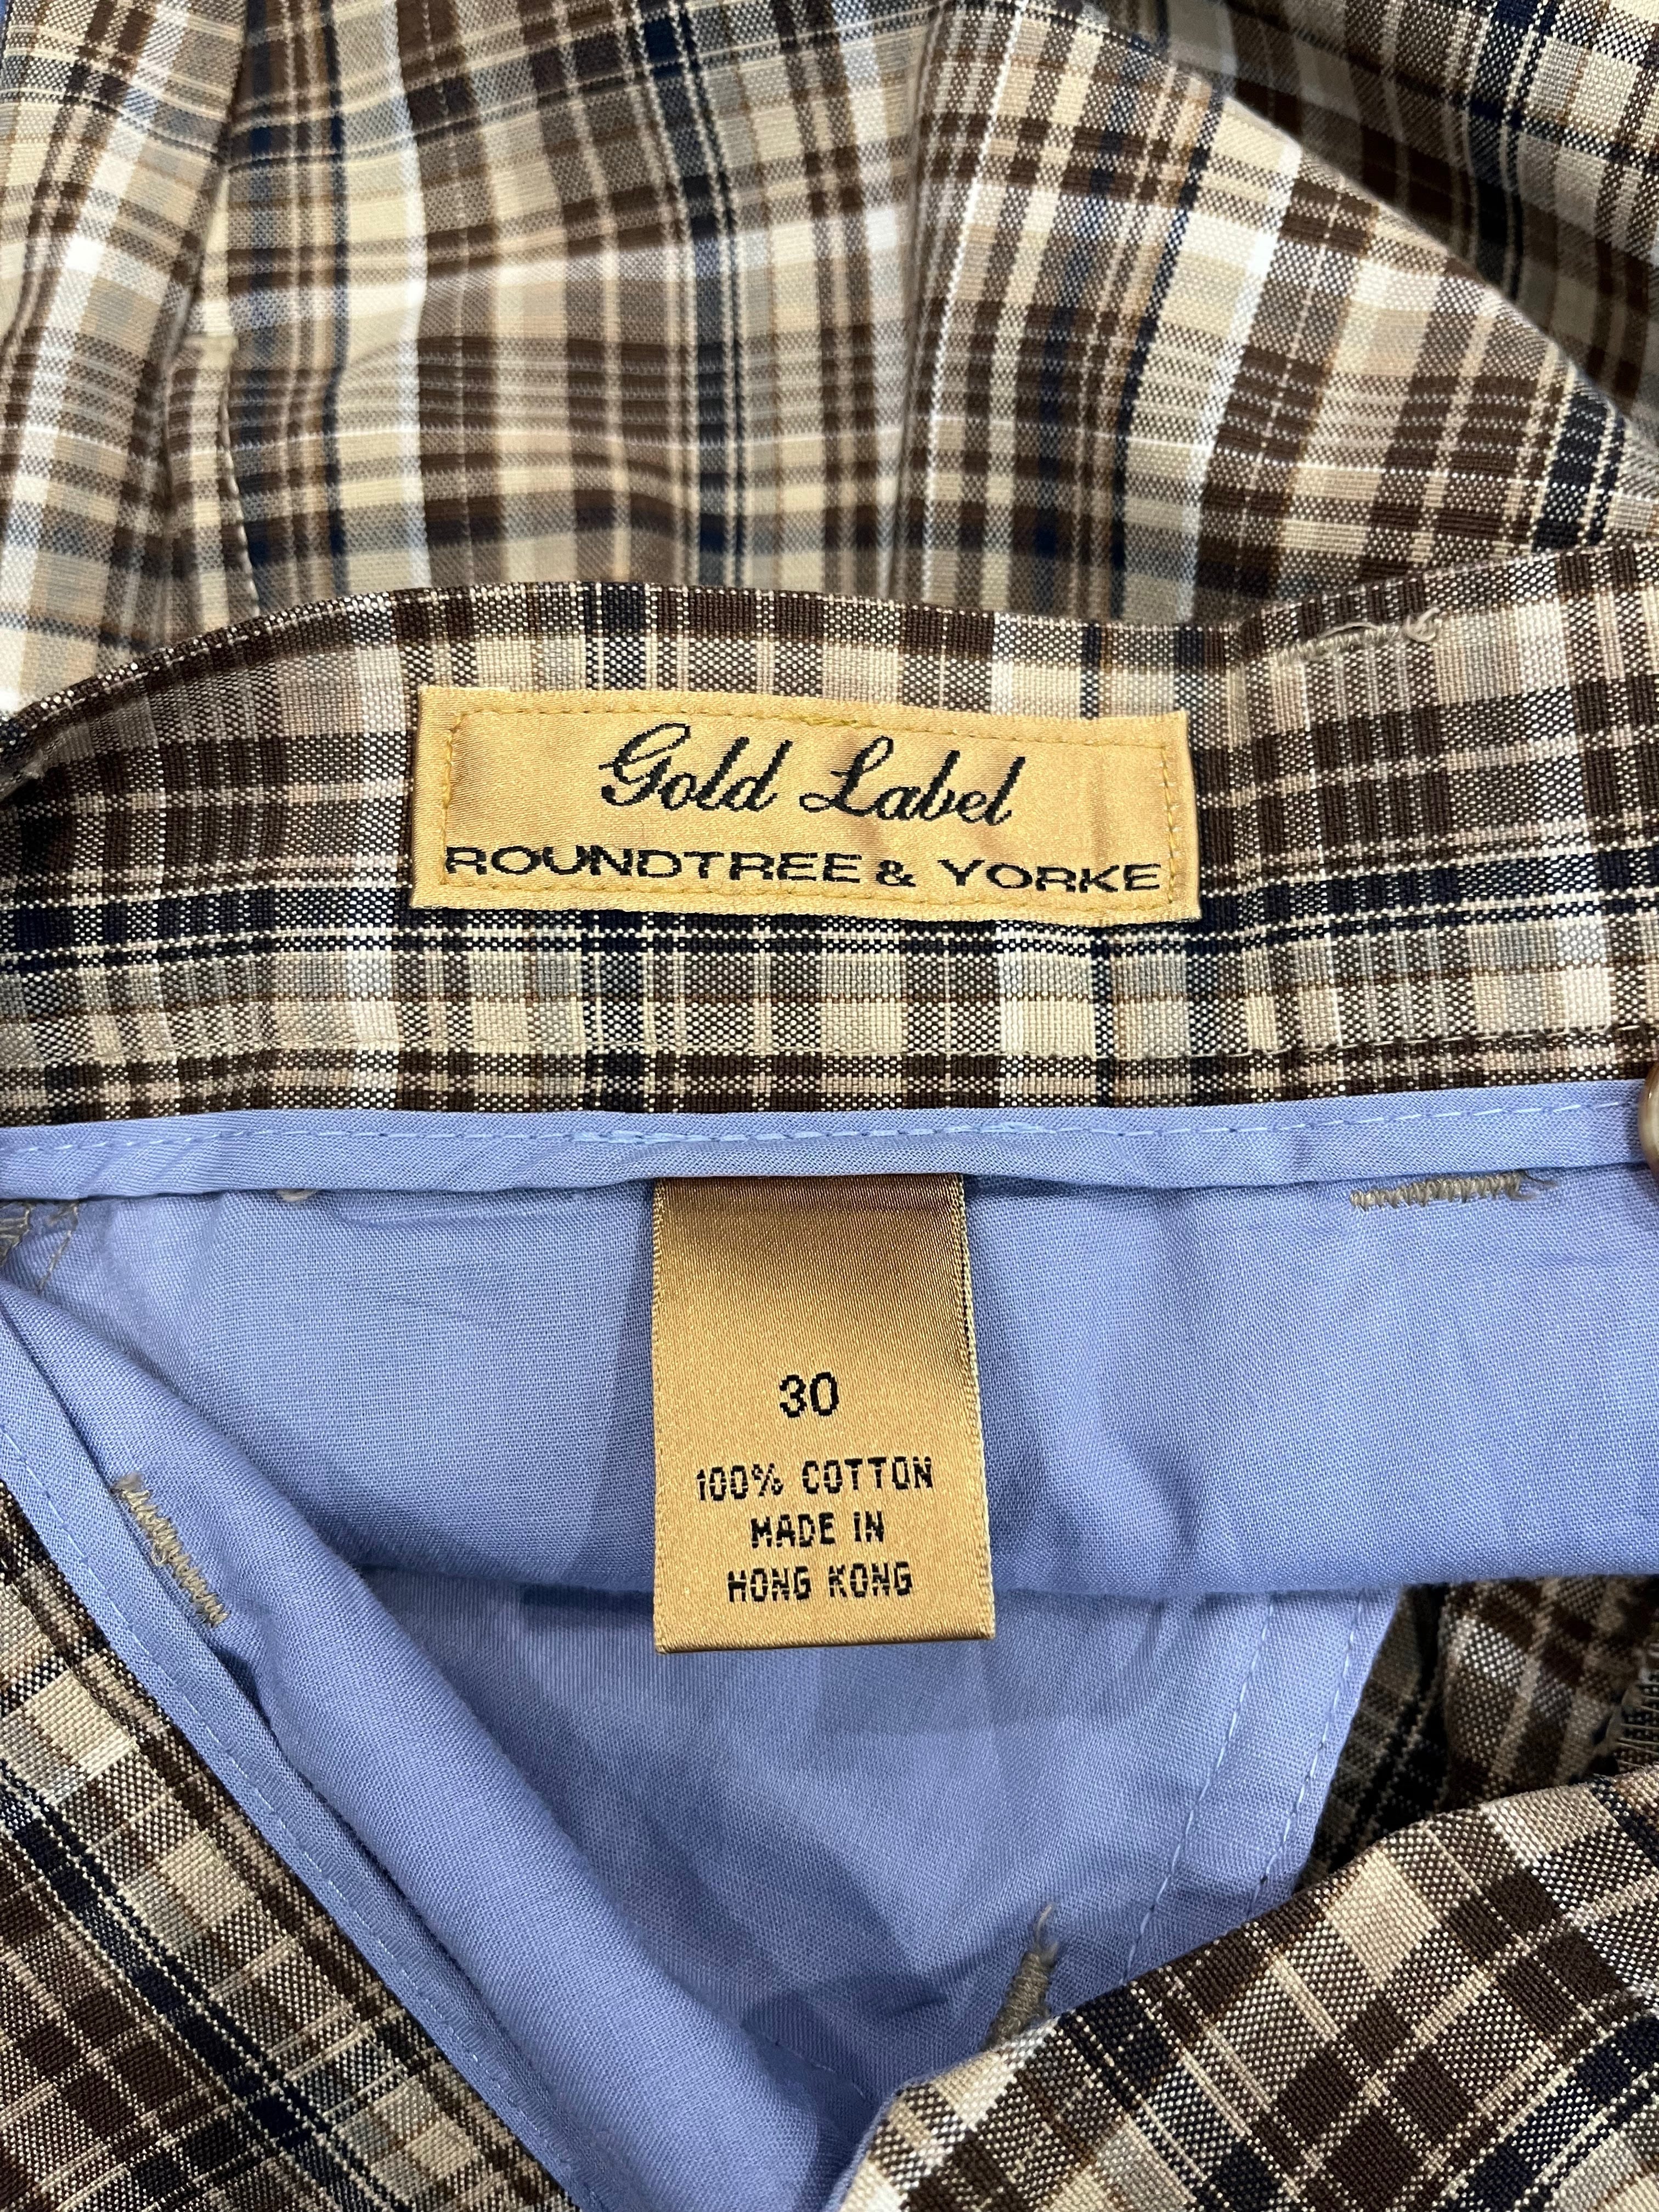 Gold Label
ROUNDTREE & YORKE
30
100% COTTON
MADE IN
HONG KONG